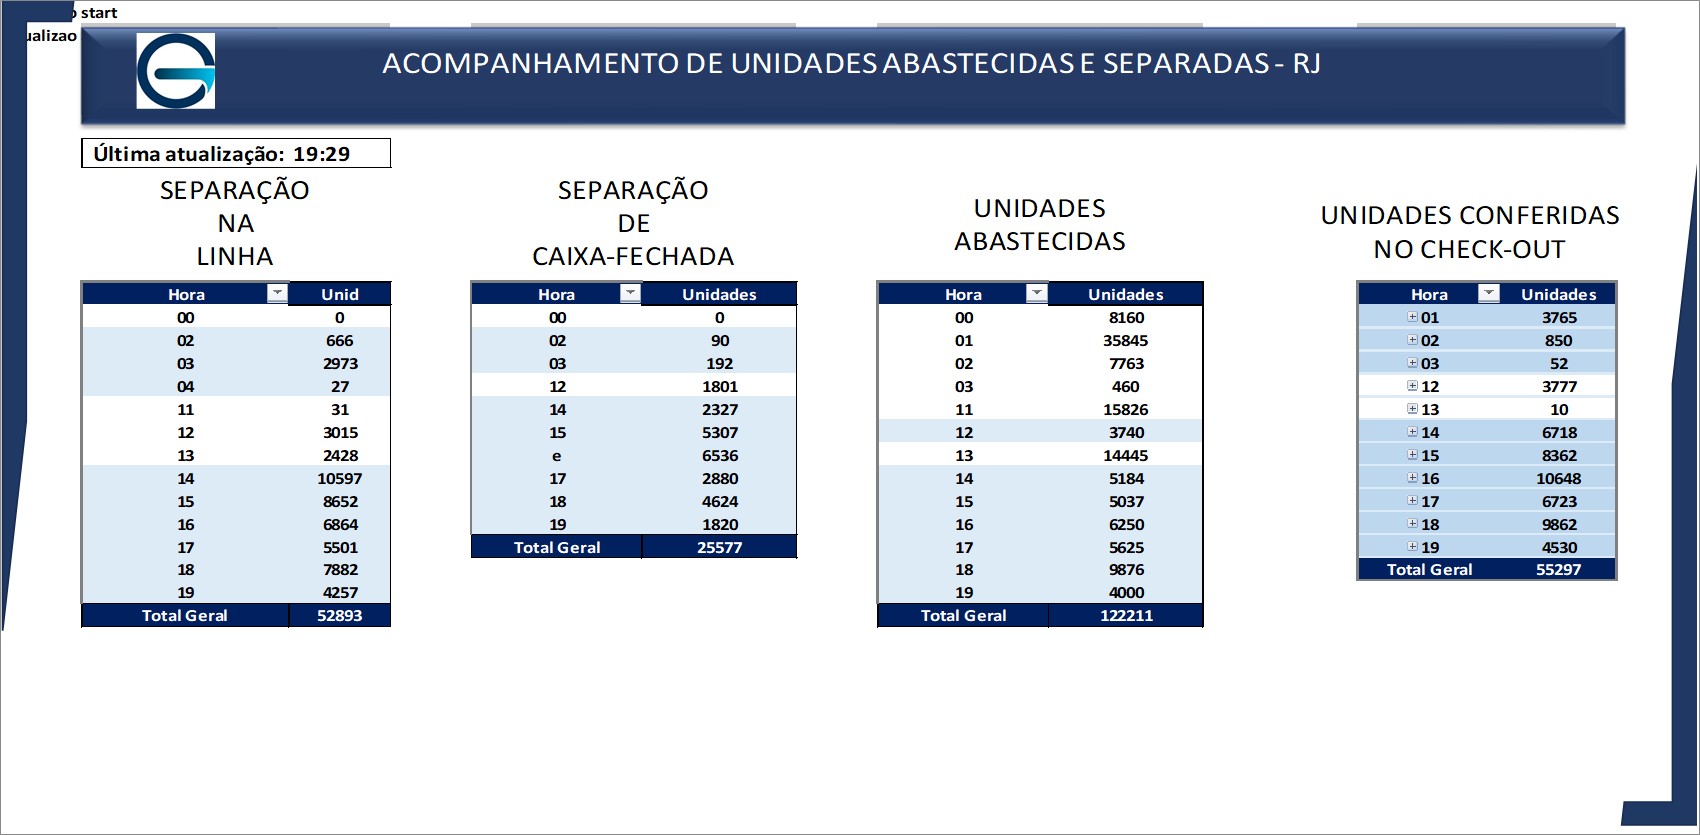 start
ualizao
ACOMPANHAMENTO DE UNIDADES ABASTECIDAS E SEPARADAS - RJ
Última atualização: 19:29
SEPARAÇÃO
NA
LINHA
Hora Unid
00 0
02 666
03 2973
04 27
11 31
12 3015
13 2428
14 10597
15 8652
16 6864
17 5501
18 7882
19 4257
Total Geral 52893
SEPARAÇÃO
DE
CAIXA-FECHADA
Hora Unidades
00 0
02 90
03 192
12 1801
14 2327
15 5307
e 6536
17 2880
18 4624
19 1820
Total Geral 25577
UNIDADES
ABASTECIDAS
Hora Unidades
00 8160
01 35845
02 7763
03 460
11 15826
12 3740
13 14445
14 5184
15 5037
16 6250
17 5625
18 9876
19 4000
Total Geral 122211
UNIDADES CONFERIDAS
NO CHECK-OUT
Hora Unidades
01 3765
02 850
03 52
12 3777
13 10
14 6718
15 8362
16 10648
17 6723
18 9862
19 4530
Total Geral 55297